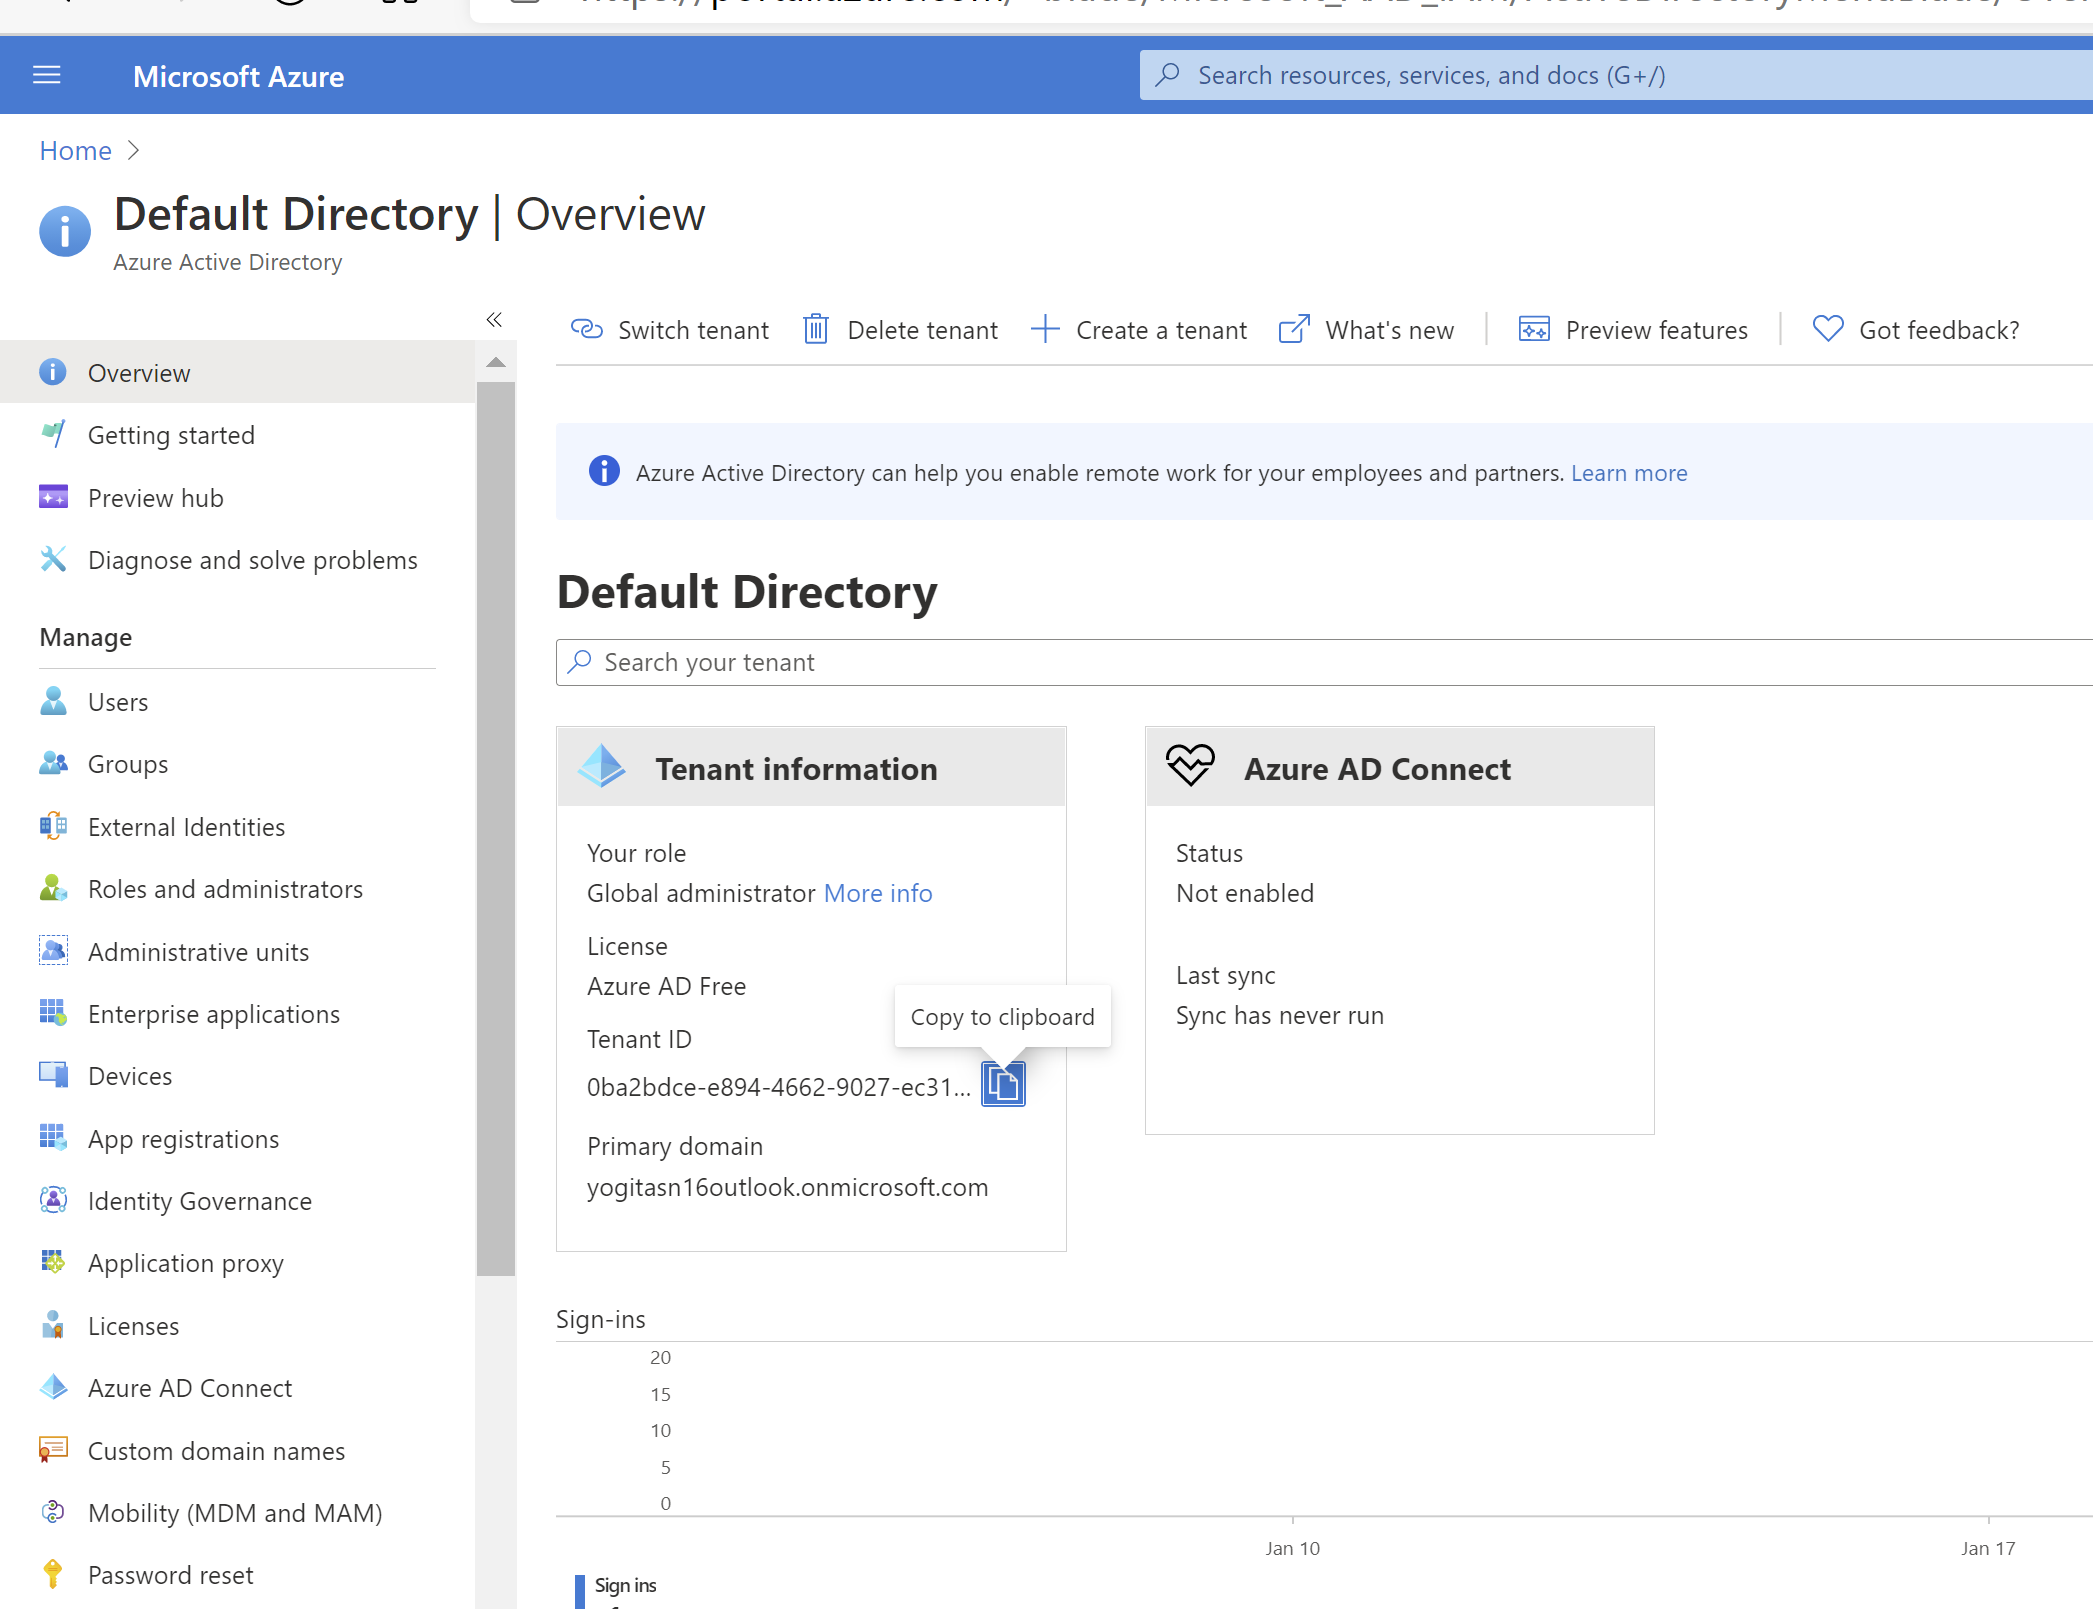 Microsoft Azure
Search resources, services, and docs (G+/)
Home
Default Directory | Overview
Azure Active Directory
Switch tenant
Delete tenant
Create a tenant
What's new
Preview features
Got feedback?
Overview
Getting started
Preview hub
Diagnose and solve problems
Manage
Users
Groups
External Identities
Roles and administrators
Administrative units
Enterprise applications
Devices
App registrations
Identity Governance
Application proxy
Licenses
Azure AD Connect
Custom domain names
Mobility (MDM and MAM)
Password reset
Azure Active Directory can help you enable remote work for your employees and partners. Learn more
Default Directory
Search your tenant
Tenant information
Your role
Global administrator More info
License
Azure AD Free
Copy to clipboard
Tenant ID
0ba2bdce-e894-4662-9027-ec31...
Primary domain
yogitasn16outlook.onmicrosoft.com
Azure AD Connect
Status
Not enabled
Last sync
Sync has never run
Sign-ins
20
15
10
5
0
Jan 10
Jan 17
Sign ins